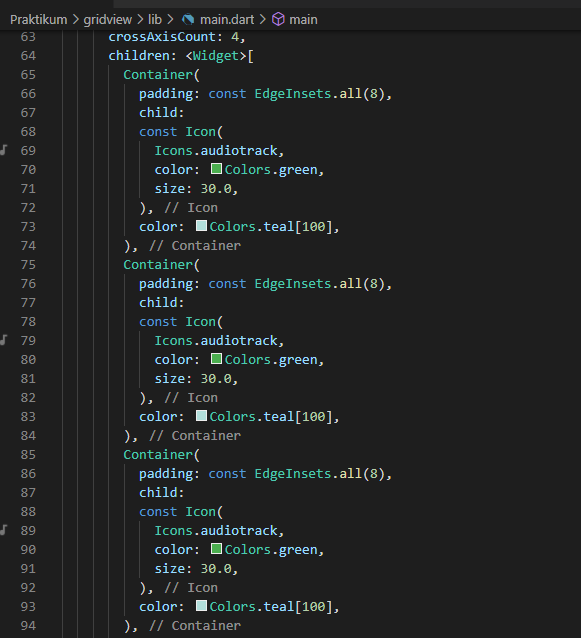 Praktikum > gridview > lib > main.dart > main
63 crossAxisCount: 4,
64 children: <Widget>[
65 Container(
66 padding: const EdgeInsets.all(8),
67 child:
68 const Icon(
69 Icons.audiotrack,
70 color: Colors.green,
71 size: 30.0,
72 ), // Icon
73 color: Colors.teal[100],
74 ), // Container
75 Container(
76 padding: const EdgeInsets.all(8),
77 child:
78 const Icon(
79 Icons.audiotrack,
80 color: Colors.green,
81 size: 30.0,
82 ), // Icon
83 color: Colors.teal[100],
84 ), // Container
85 Container(
86 padding: const EdgeInsets.all(8),
87 child:
88 const Icon(
89 Icons.audiotrack,
90 color: Colors.green,
91 size: 30.0,
92 ), // Icon
93 color: Colors.teal[100],
94 ), // Container